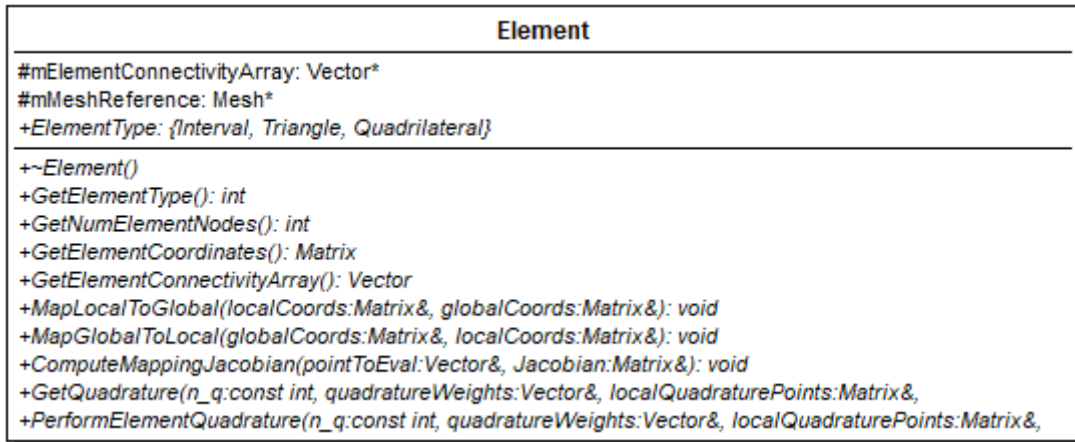 Element
#mElementConnectivityArray: Vector*
#mMeshReference: Mesh*
+ElementType: {Interval, Triangle, Quadrilateral}
+~Element()
+GetElementType(): int
+GetNumElementNodes(): int
+GetElementCoordinates(): Matrix
+GetElementConnectivityArray(): Vector
+MapLocalToGlobal(localCoords:Matrix&, globalCoords:Matrix&): void
+MapGlobalToLocal(globalCoords:Matrix&, localCoords:Matrix&): void
+ComputeMappingJacobian(pointToEval:Vector&, Jacobian:Matrix&): void
+GetQuadrature(n_q:const int, quadratureWeights:Vector&, localQuadraturePoints:Matrix&,
+PerformElementQuadrature(n_q:const int, quadratureWeights:Vector&, localQuadraturePoints:Matrix&,